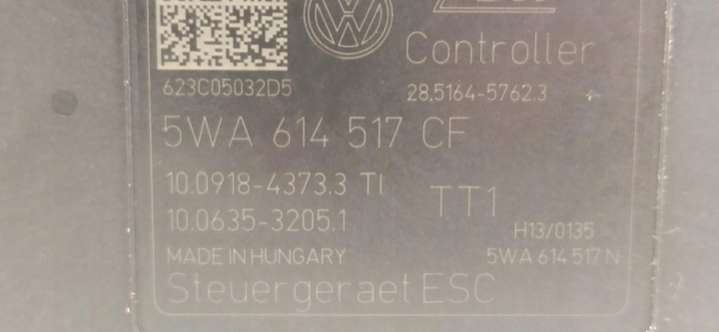 Controller
623C05032D5
28.5164-5762.3
5WA 614 517 CF
10.0918-4373.3 TI
10.0635-3205.1
TT1
H13/0135
MADE IN HUNGARY
5WA 614 517 N
Steuergeraet ESC